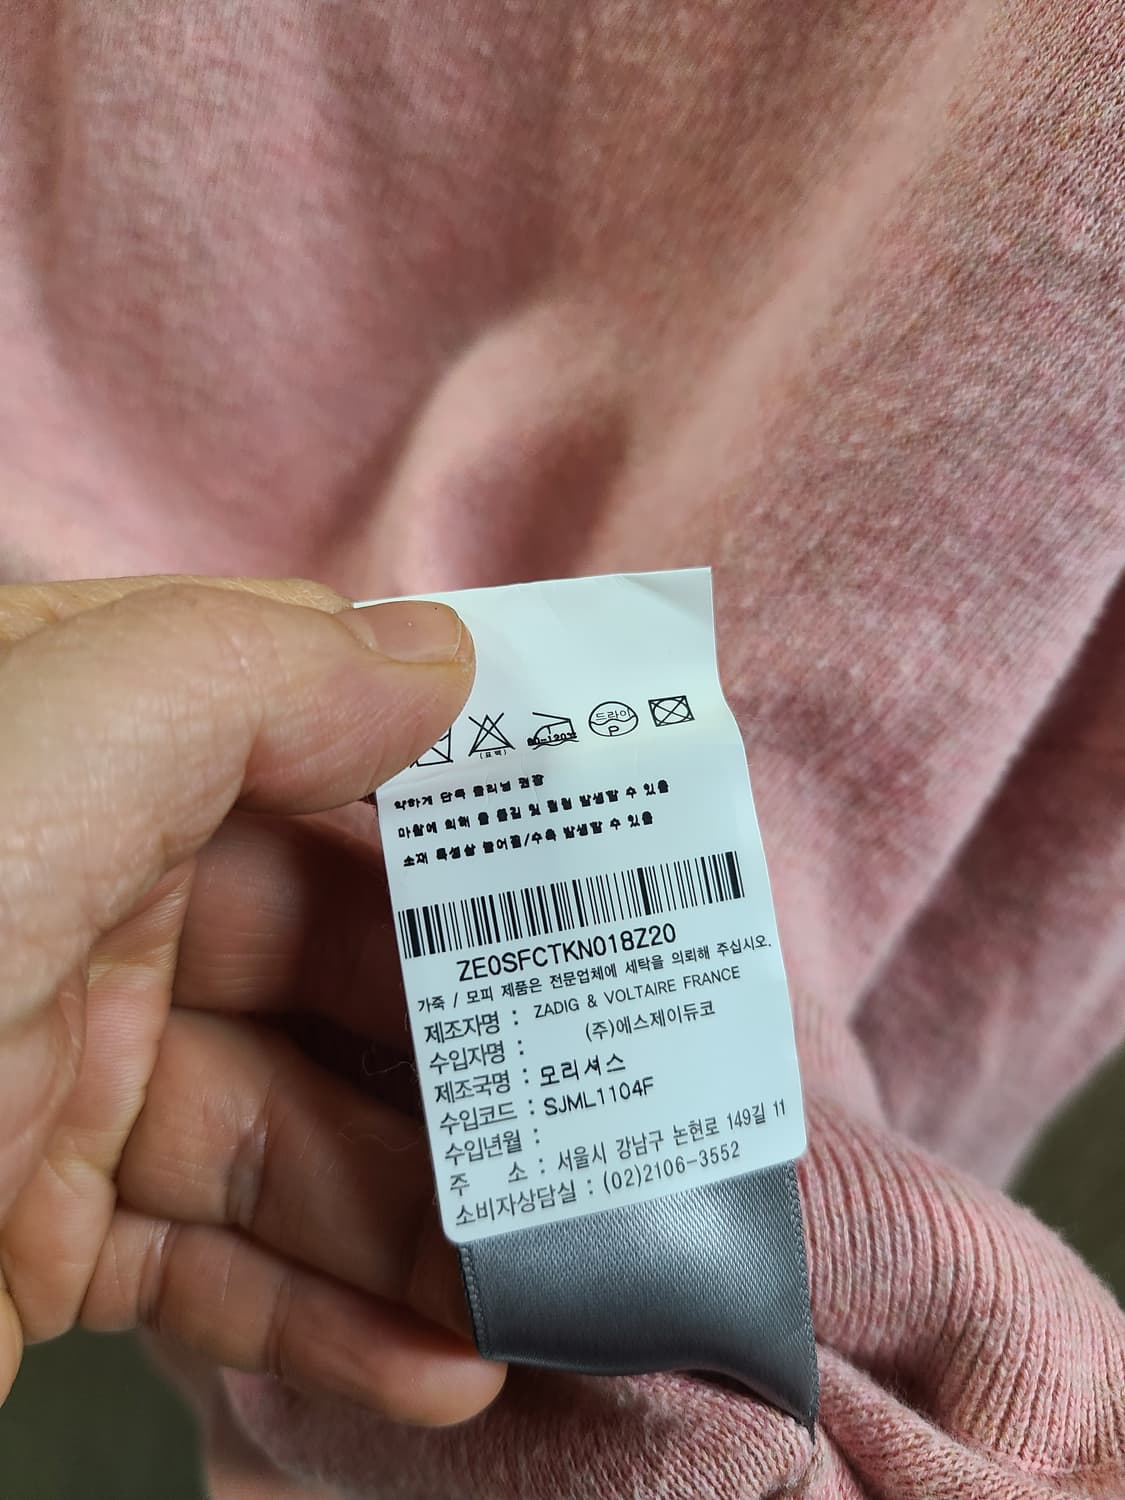 드라이
P
(표백)
80~120℃
약하게 단독 클리닝 권장
마찰에 의해 올 뜯김 및 필링 발생할 수 있음
소재 특성상 늘어짐/수축 발생할 수 있음
ZE0SFCTKN018Z20
가죽 / 모피 제품은 전문업체에 세탁을 의뢰해 주십시오.
제조자명 : ZADIG & VOLTAIRE FRANCE
수입자명 : (주)에스제이듀코
제조국명 : 모리셔스
수입코드 : SJML1104F
수입년월 :
주 소 : 서울시 강남구 논현로 149길 11
소비자상담실 : (02)2106-3552